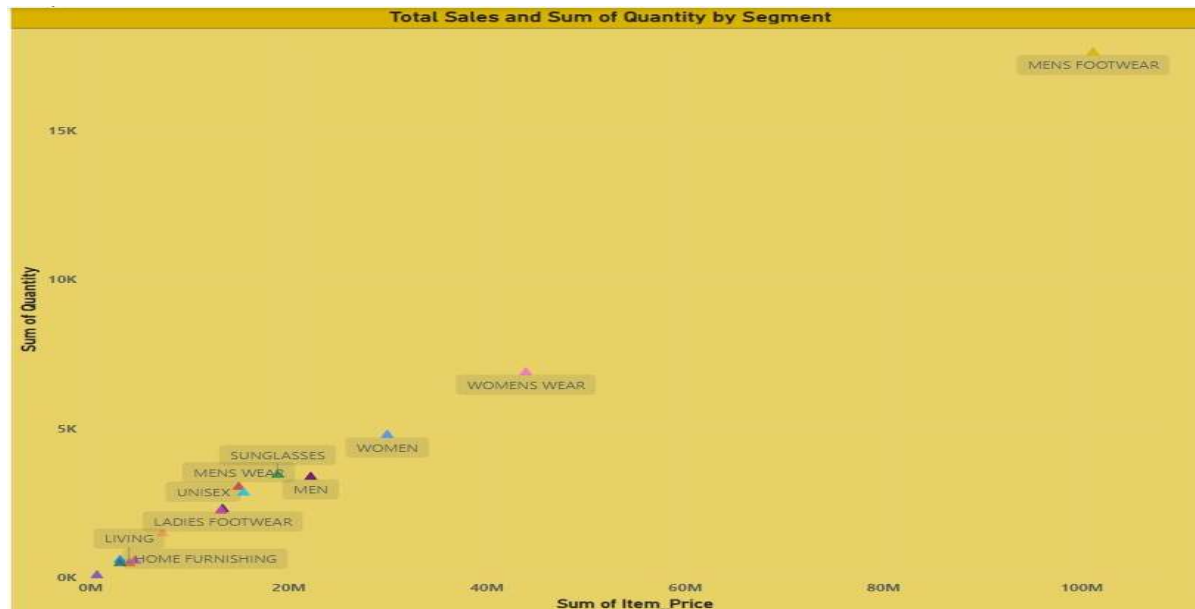 Total Sales and Sum of Quantity by Segment
MENS FOOTWEAR
15K
10K
Sum of Quantity
WOMENS WEAR
5K
WOMEN
SUNGLASSES
MENS WEAR
MEN
UNISEX
LADIES FOOTWEAR
LIVING
HOME FURNISHING
0K
0M 20M 40M 60M 80M 100M
Sum of Item_Price